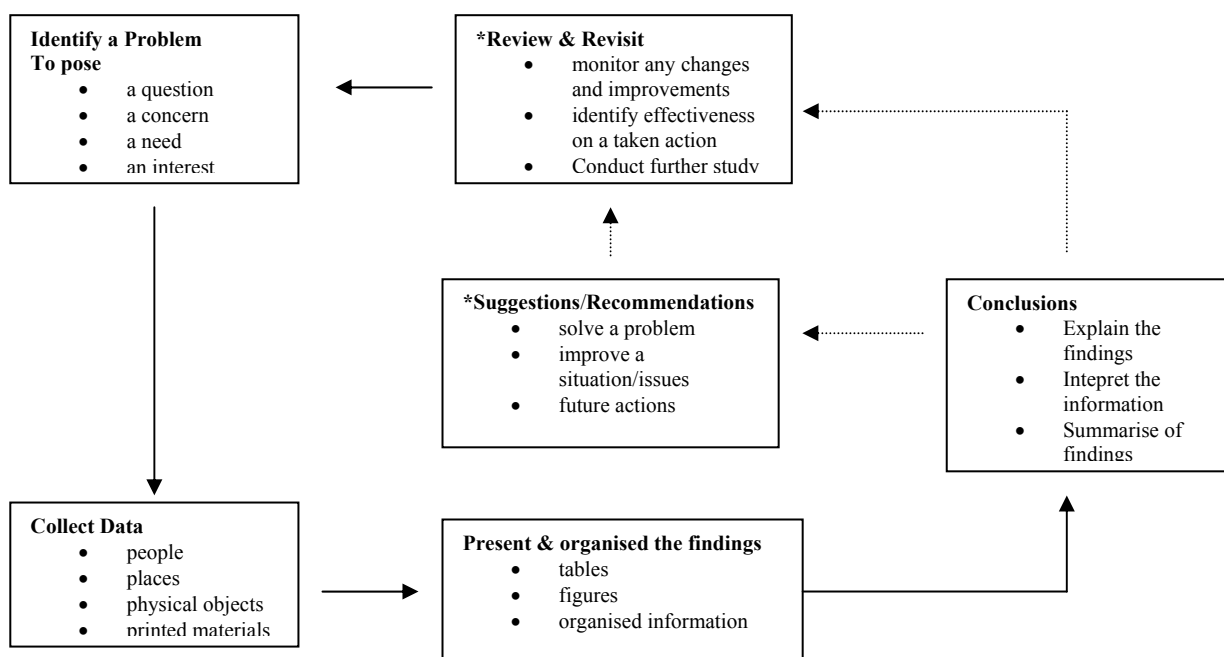 Identify a Problem
To pose
• a question
• a concern
• a need
• an interest
*Review & Revisit
• monitor any changes
and improvements
• identify effectiveness
on a taken action
• Conduct further study
*Suggestions/Recommendations
• solve a problem
• improve a
situation/issues
• future actions
Conclusions
• Explain the
findings
• Intepret the
information
• Summarise of
findings
Collect Data
• people
• places
• physical objects
• printed materials
Present & organised the findings
• tables
• figures
• organised information